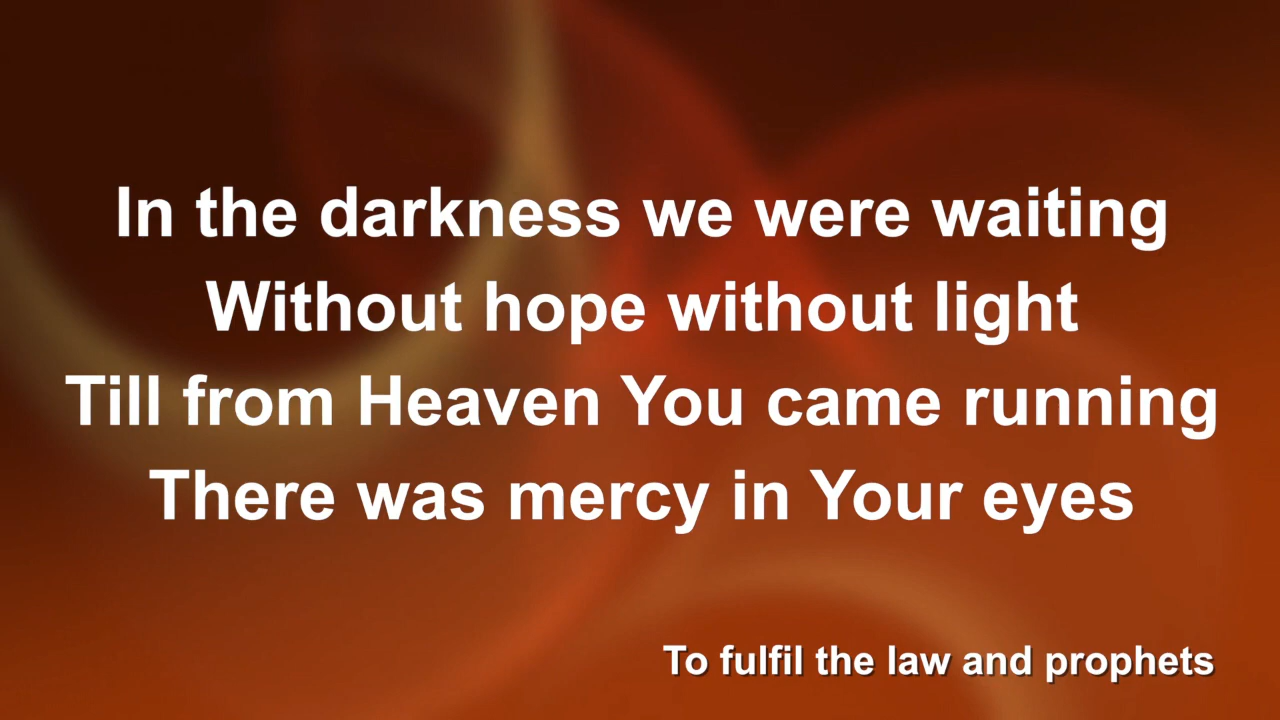 In the darkness we were waiting
Without hope without light
Till from Heaven You came running
There was mercy in Your eyes
To fulfil the law and prophets